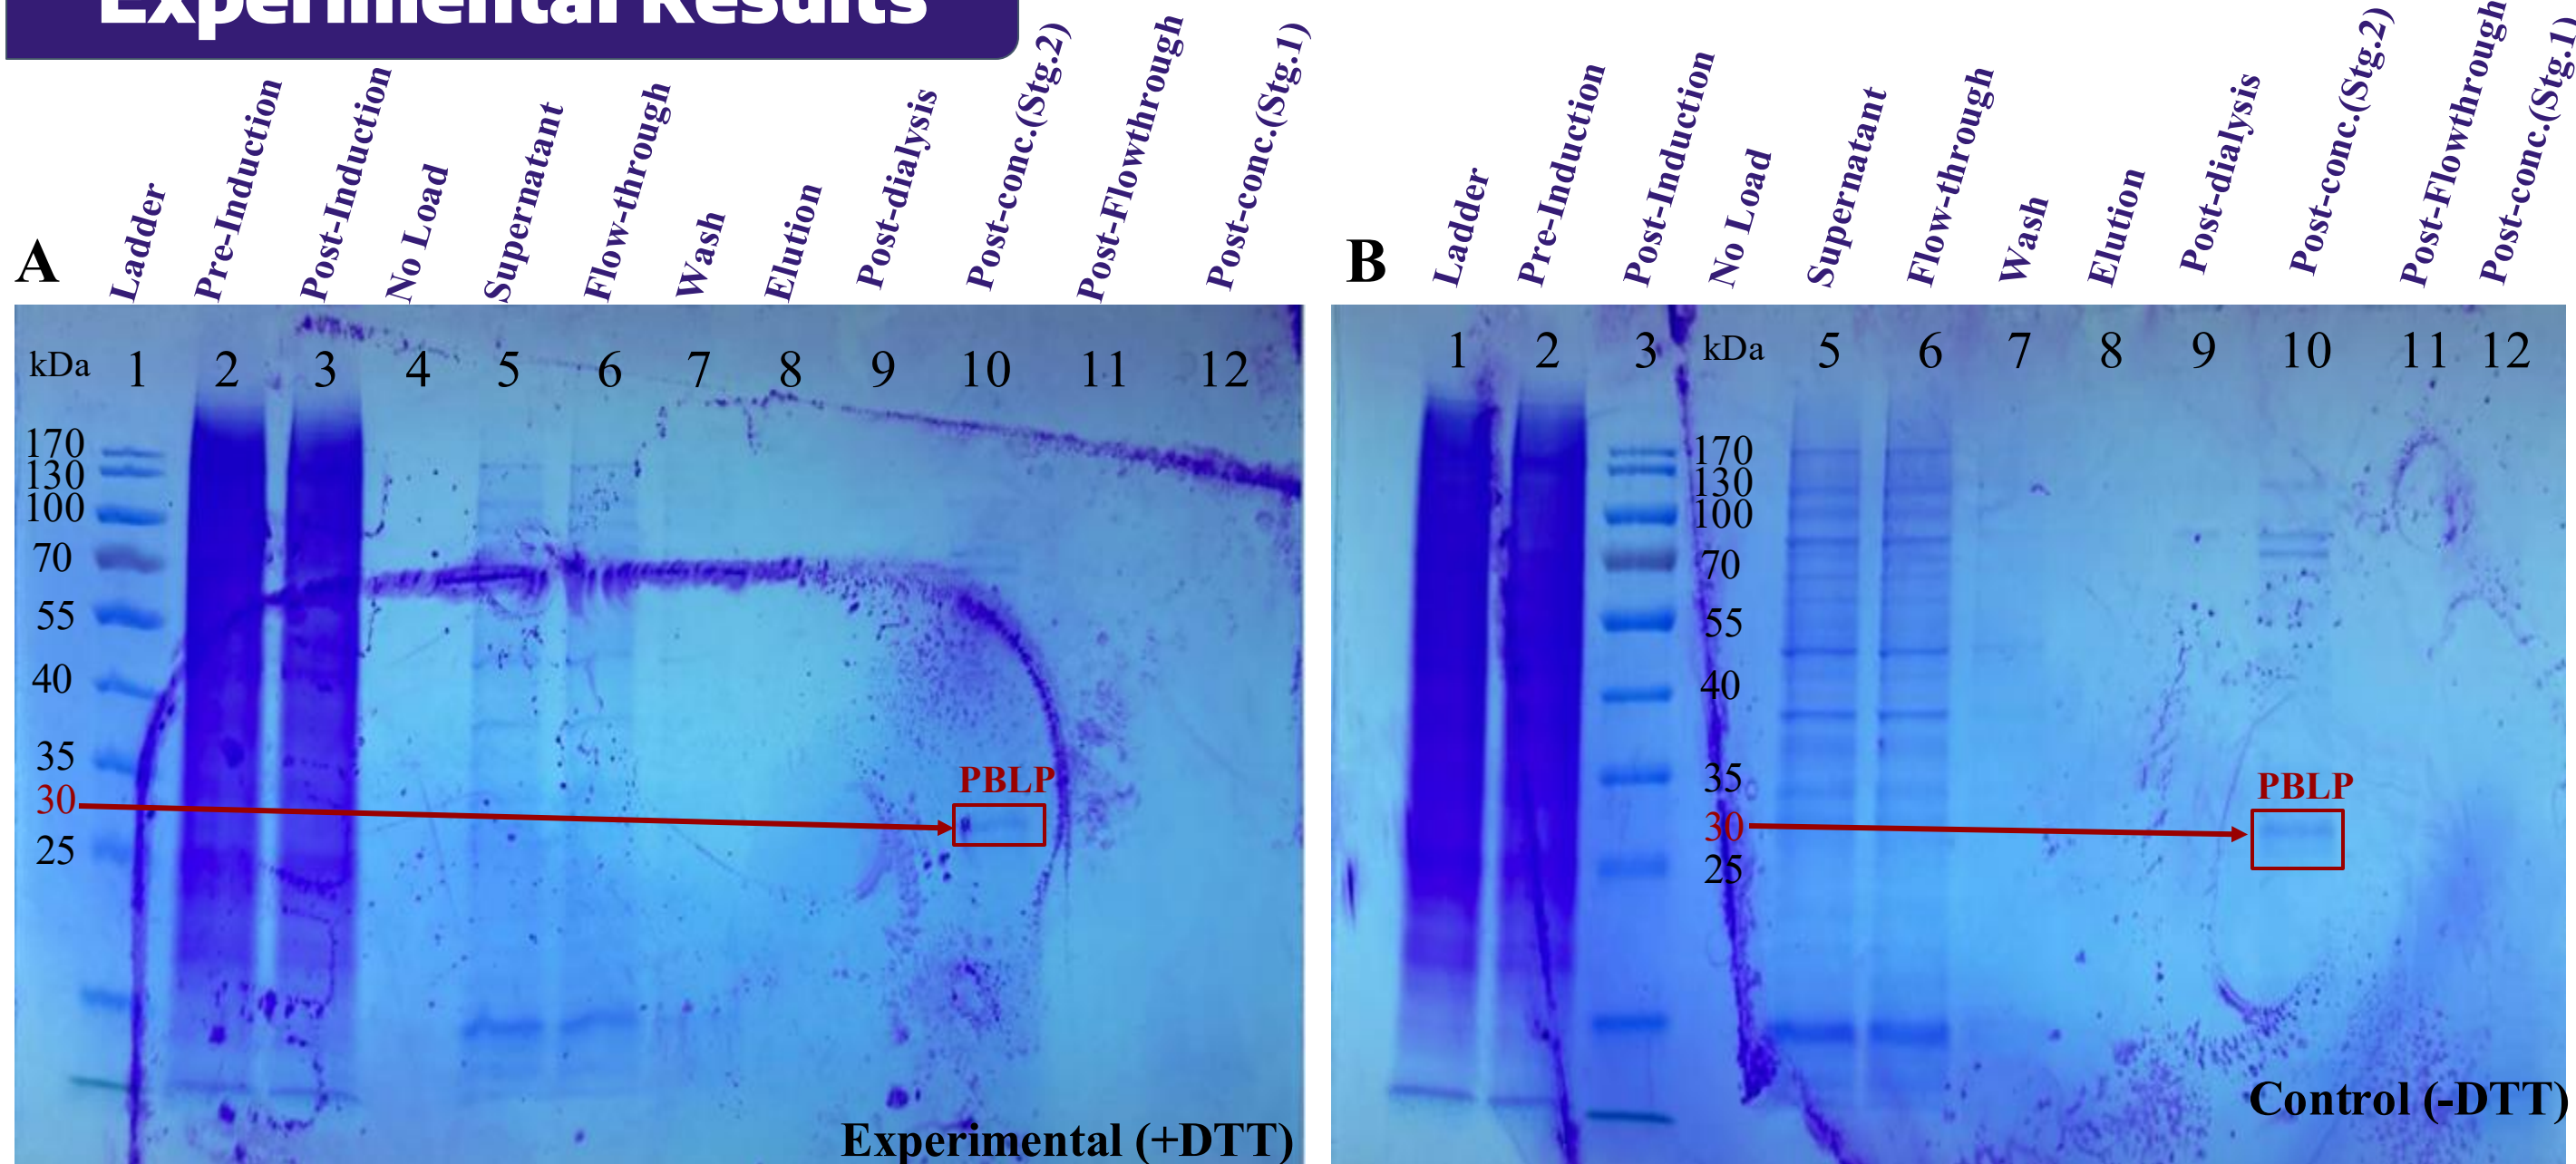 Experimental Results
A
Ladder
Pre-Induction
Post-Induction
No Load
Supernatant
Flow-through
Wash
Elution
Post-dialysis
Post-conc.(Stg.2)
Post-Flowthrough
Post-conc.(Stg.1)
kDa 1 2 3 4 5 6 7 8 9 10 11 12
170
130
100
70
55
40
35
30
25
PBLP
Experimental (+DTT)
B
Ladder
Pre-Induction
Post-Induction
No Load
Supernatant
Flow-through
Wash
Elution
Post-dialysis
Post-conc.(Stg.2)
Post-Flowthrough
Post-conc.(Stg.1)
1 2 3 kDa 5 6 7 8 9 10 11 12
170
130
100
70
55
40
35
30
25
PBLP
Control (-DTT)